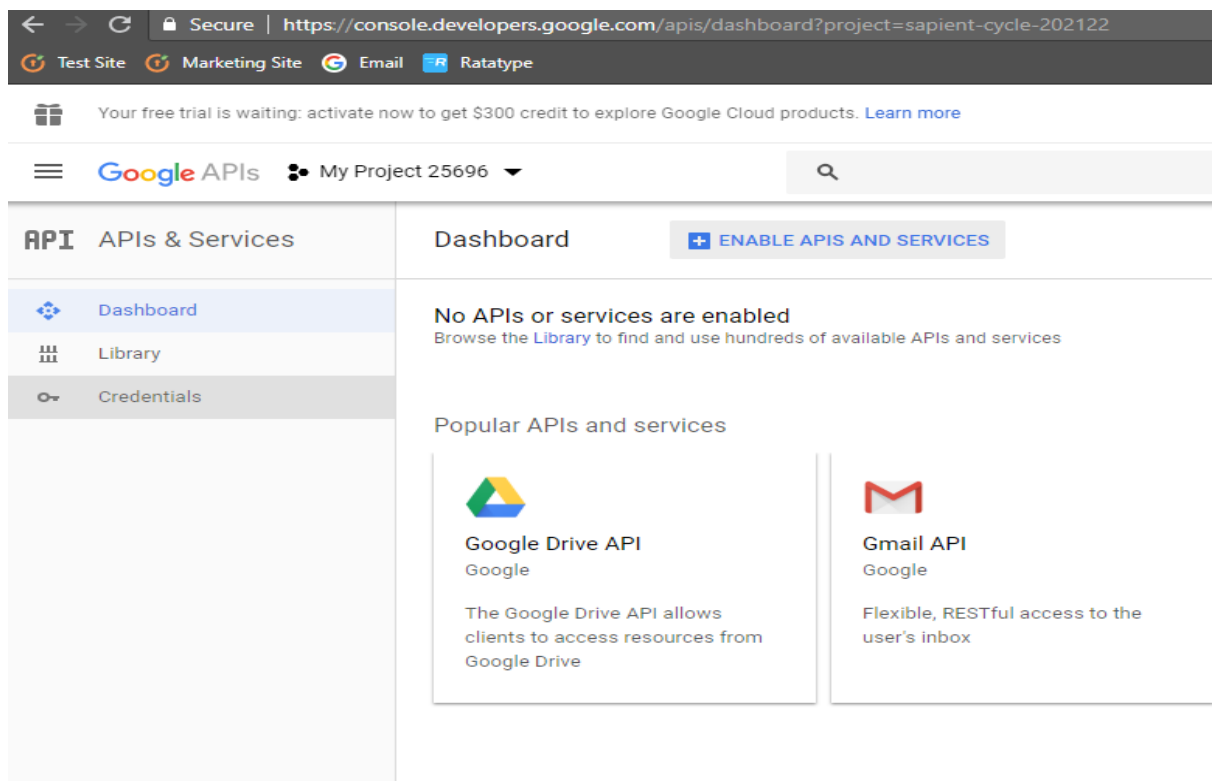 Secure | https://console.developers.google.com/apis/dashboard?project=sapient-cycle-202122
Test Site Marketing Site Email Ratatype
Your free trial is waiting: activate now to get $300 credit to explore Google Cloud products. Learn more
Google APIs My Project 25696
API APIs & Services
Dashboard ENABLE APIS AND SERVICES
Dashboard
Library
Credentials
No APIs or services are enabled
Browse the Library to find and use hundreds of available APIs and services
Popular APIs and services
Google Drive API
Google
The Google Drive API allows
clients to access resources from
Google Drive
Gmail API
Google
Flexible, RESTful access to the
user's inbox